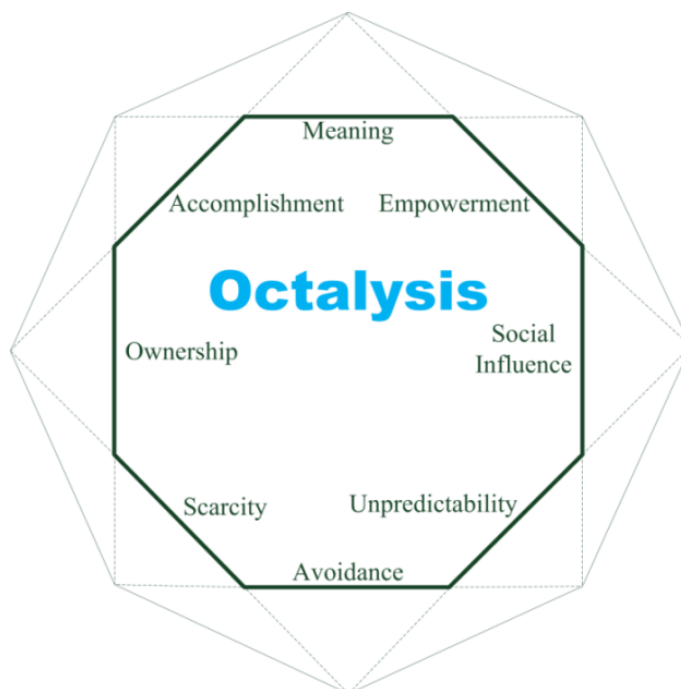 Meaning
Accomplishment
Empowerment
Octalysis
Ownership
Social
Influence
Scarcity
Unpredictability
Avoidance